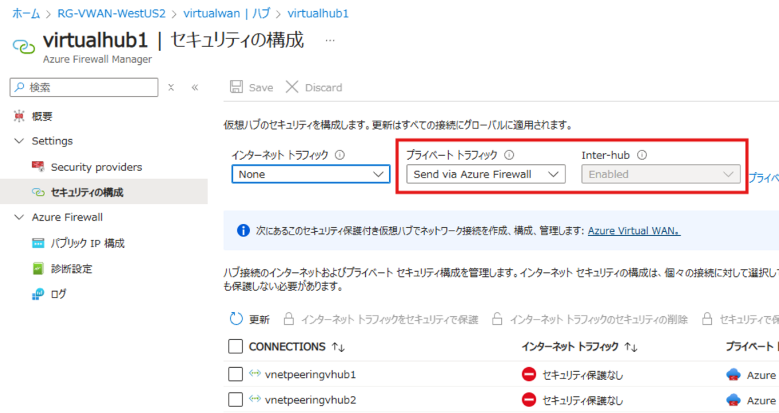 ホーム > RG-VWAN-WestUS2 > virtualwan | ハブ > virtualhub1
virtualhub1 | セキュリティの構成 ...
Azure Firewall Manager
検索
Save Discard
概要
Settings
Security providers
セキュリティの構成
Azure Firewall
パブリック IP 構成
診断設定
ログ
仮想ハブのセキュリティを構成します。更新はすべての接続にグローバルに適用されます。
インターネット トラフィック プライベート トラフィック Inter-hub
None Send via Azure Firewall Enabled プライベ
次にあるこのセキュリティ保護付き仮想ハブでネットワーク接続を作成、構成、管理します: Azure Virtual WAN。
ハブ接続のインターネットおよびプライベート セキュリティ構成を管理します。インターネット セキュリティの構成は、個々の接続に対して選択し
も保護しない必要があります。
更新 インターネット トラフィックをセキュリティで保護 インターネット トラフィックのセキュリティの削除 セキュリティで
CONNECTIONS ↑↓ インターネット トラフィック ↑↓ プライベート
vnetpeeringvhub1 セキュリティ保護なし Azure
vnetpeeringvhub2 セキュリティ保護なし Azure